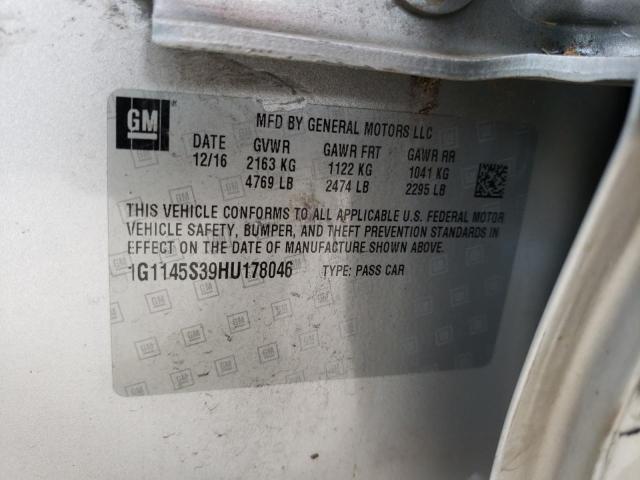 GM
MFD BY GENERAL MOTORS LLC
DATE GVWR GAWR FRT GAWR RR
12/16 2163 KG 1122 KG 1041 KG
4769 LB 2474 LB 2295 LB
THIS VEHICLE CONFORMS TO ALL APPLICABLE U.S. FEDERAL MOTOR
VEHICLE SAFETY, BUMPER, AND THEFT PREVENTION STANDARDS IN
EFFECT ON THE DATE OF MANUFACTURE SHOWN ABOVE.
1G1145S39HU178046 TYPE: PASS CAR